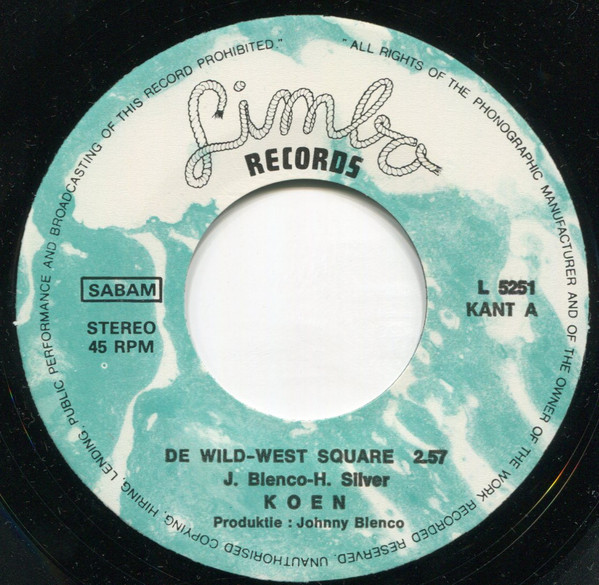 "ALL RIGHTS OF THE PHONOGRAPHIC MANUFACTURER AND OF THE OWNER OF THE WORK RECORDED RESERVED. UNAUTHORISED COPYING, HIRING, LENDING, PUBLIC PERFORMANCE AND BROADCASTING OF THIS RECORD PROHIBITED."
Limbo
RECORDS
SABAM
STEREO
45 RPM
L 5251
KANT A
DE WILD-WEST SQUARE 2.57
J. Blenco-H. Silver
KOEN
Produktie : Johnny Blenco